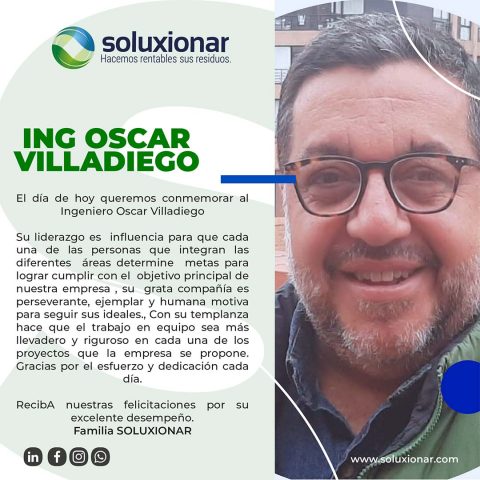 soluxionar
Hacemos rentables sus residuos.
ING OSCAR
VILLADIEGO
El día de hoy queremos conmemorar al
Ingeniero Oscar Villadiego
Su liderazgo es influencia para que cada
una de las personas que integran las
diferentes áreas determine metas para
lograr cumplir con el objetivo principal de
nuestra empresa , su grata compañía es
perseverante, ejemplar y humana motiva
para seguir sus ideales., Con su templanza
hace que el trabajo en equipo sea más
llevadero y riguroso en cada una de los
proyectos que la empresa se propone.
Gracias por el esfuerzo y dedicación cada
día.
RecibA nuestras felicitaciones por su
excelente desempeño.
Familia SOLUXIONAR
in
f
www.soluxionar.com